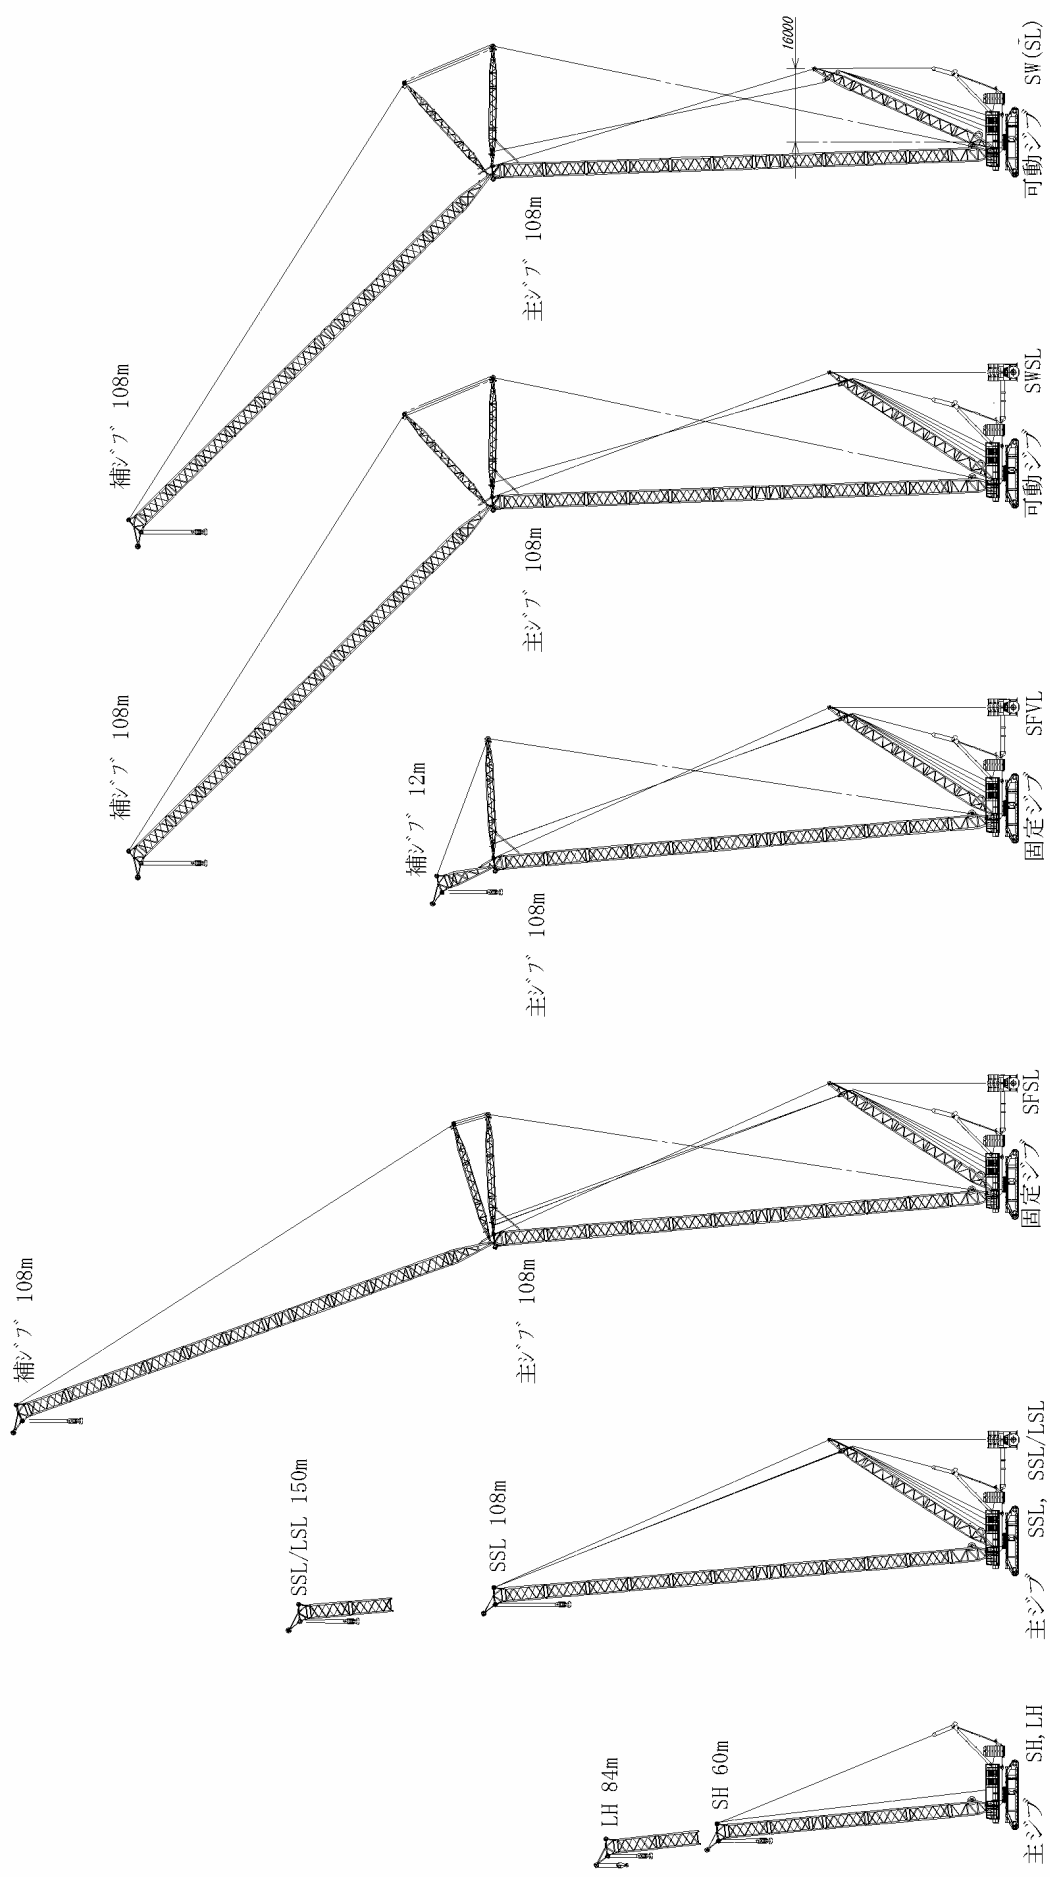 補ジブ 108m
主ジブ 108m
16000
可動ジブ SW(SL)
補ジブ 108m
主ジブ 108m
可動ジブ SWSL
補ジブ 12m
主ジブ 108m
固定ジブ SFVL
補ジブ 108m
主ジブ 108m
固定ジブ SFSL
SSL/LSL 150m
SSL 108m
主ジブ SSL, SSL/LSL
LH 84m
SH 60m
主ジブ SH,LH